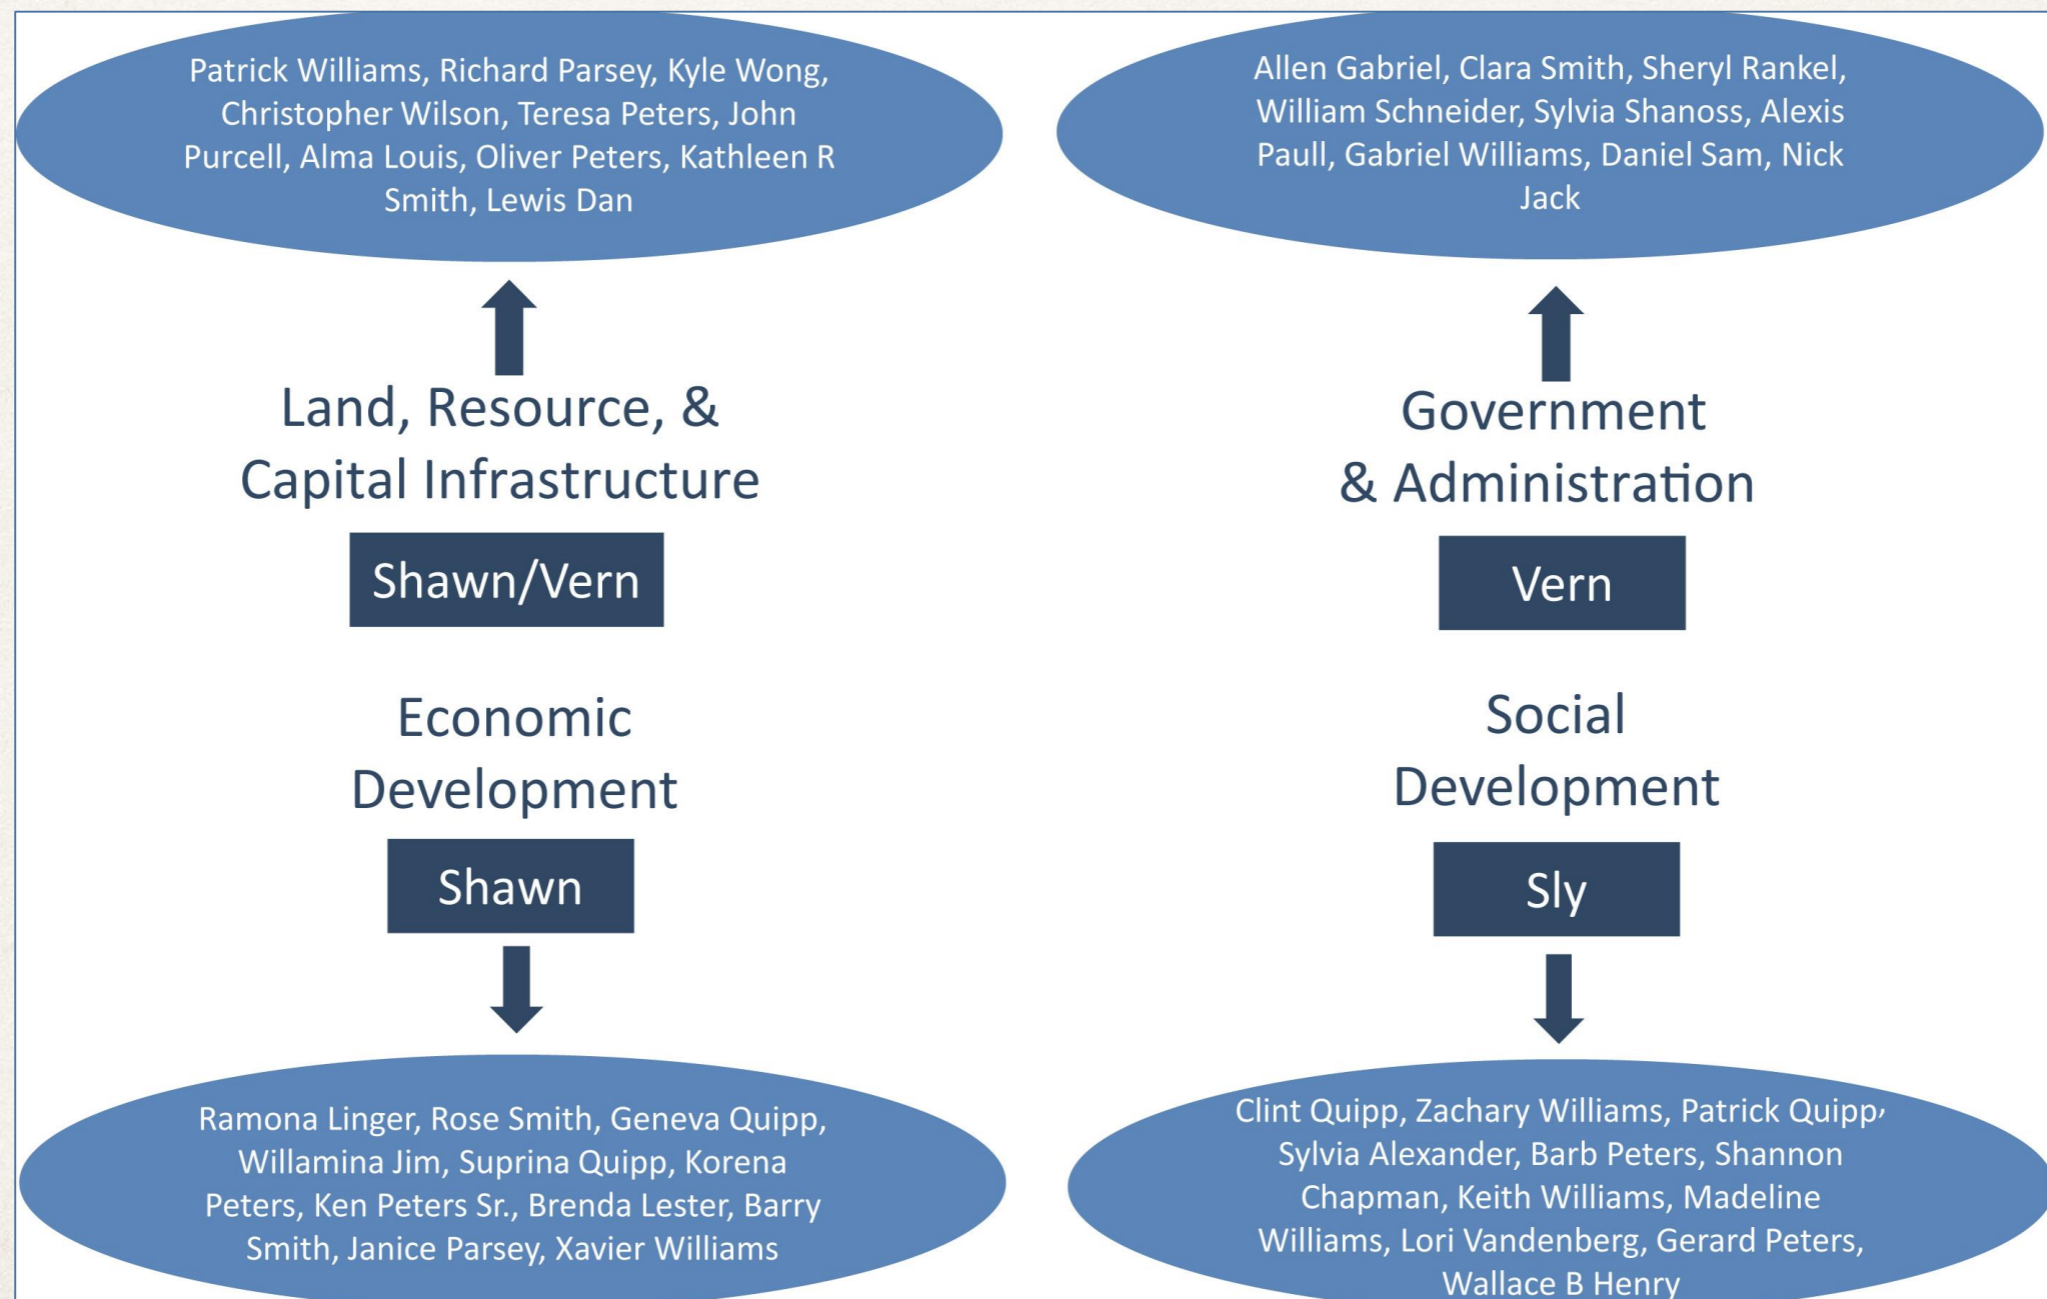 Patrick Williams, Richard Parsey, Kyle Wong,
Christopher Wilson, Teresa Peters, John
Purcell, Alma Louis, Oliver Peters, Kathleen R
Smith, Lewis Dan
Allen Gabriel, Clara Smith, Sheryl Rankel,
William Schneider, Sylvia Shanoss, Alexis
Paull, Gabriel Williams, Daniel Sam, Nick
Jack
Land, Resource, &
Capital Infrastructure
Shawn/Vern
Government
& Administration
Vern
Economic
Development
Shawn
Social
Development
Sly
Ramona Linger, Rose Smith, Geneva Quipp,
Willamina Jim, Suprina Quipp, Korena
Peters, Ken Peters Sr., Brenda Lester, Barry
Smith, Janice Parsey, Xavier Williams
Clint Quipp, Zachary Williams, Patrick Quipp,
Sylvia Alexander, Barb Peters, Shannon
Chapman, Keith Williams, Madeline
Williams, Lori Vandenberg, Gerard Peters,
Wallace B Henry